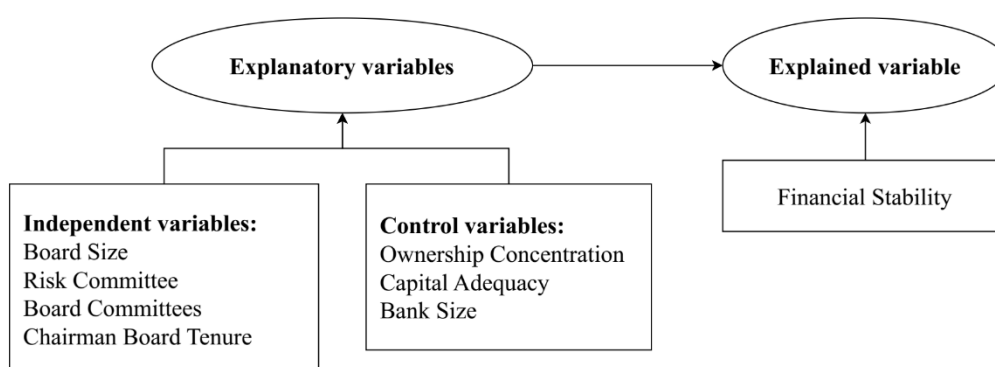 Explanatory variables
Explained variable
Independent variables:
Board Size
Risk Committee
Board Committees
Chairman Board Tenure
Control variables:
Ownership Concentration
Capital Adequacy
Bank Size
Financial Stability